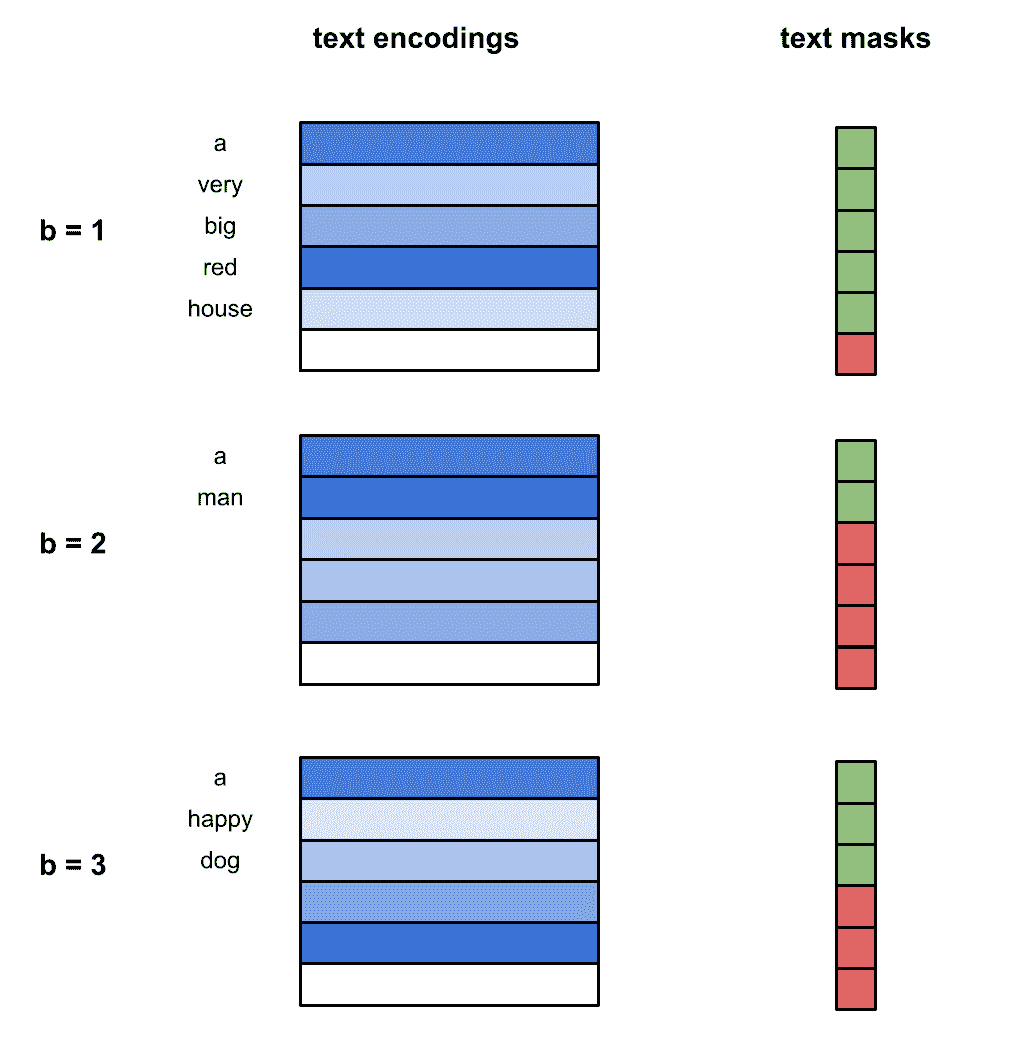 text encodings
text masks
b = 1
a
very
big
red
house
b = 2
a
man
b = 3
a
happy
dog